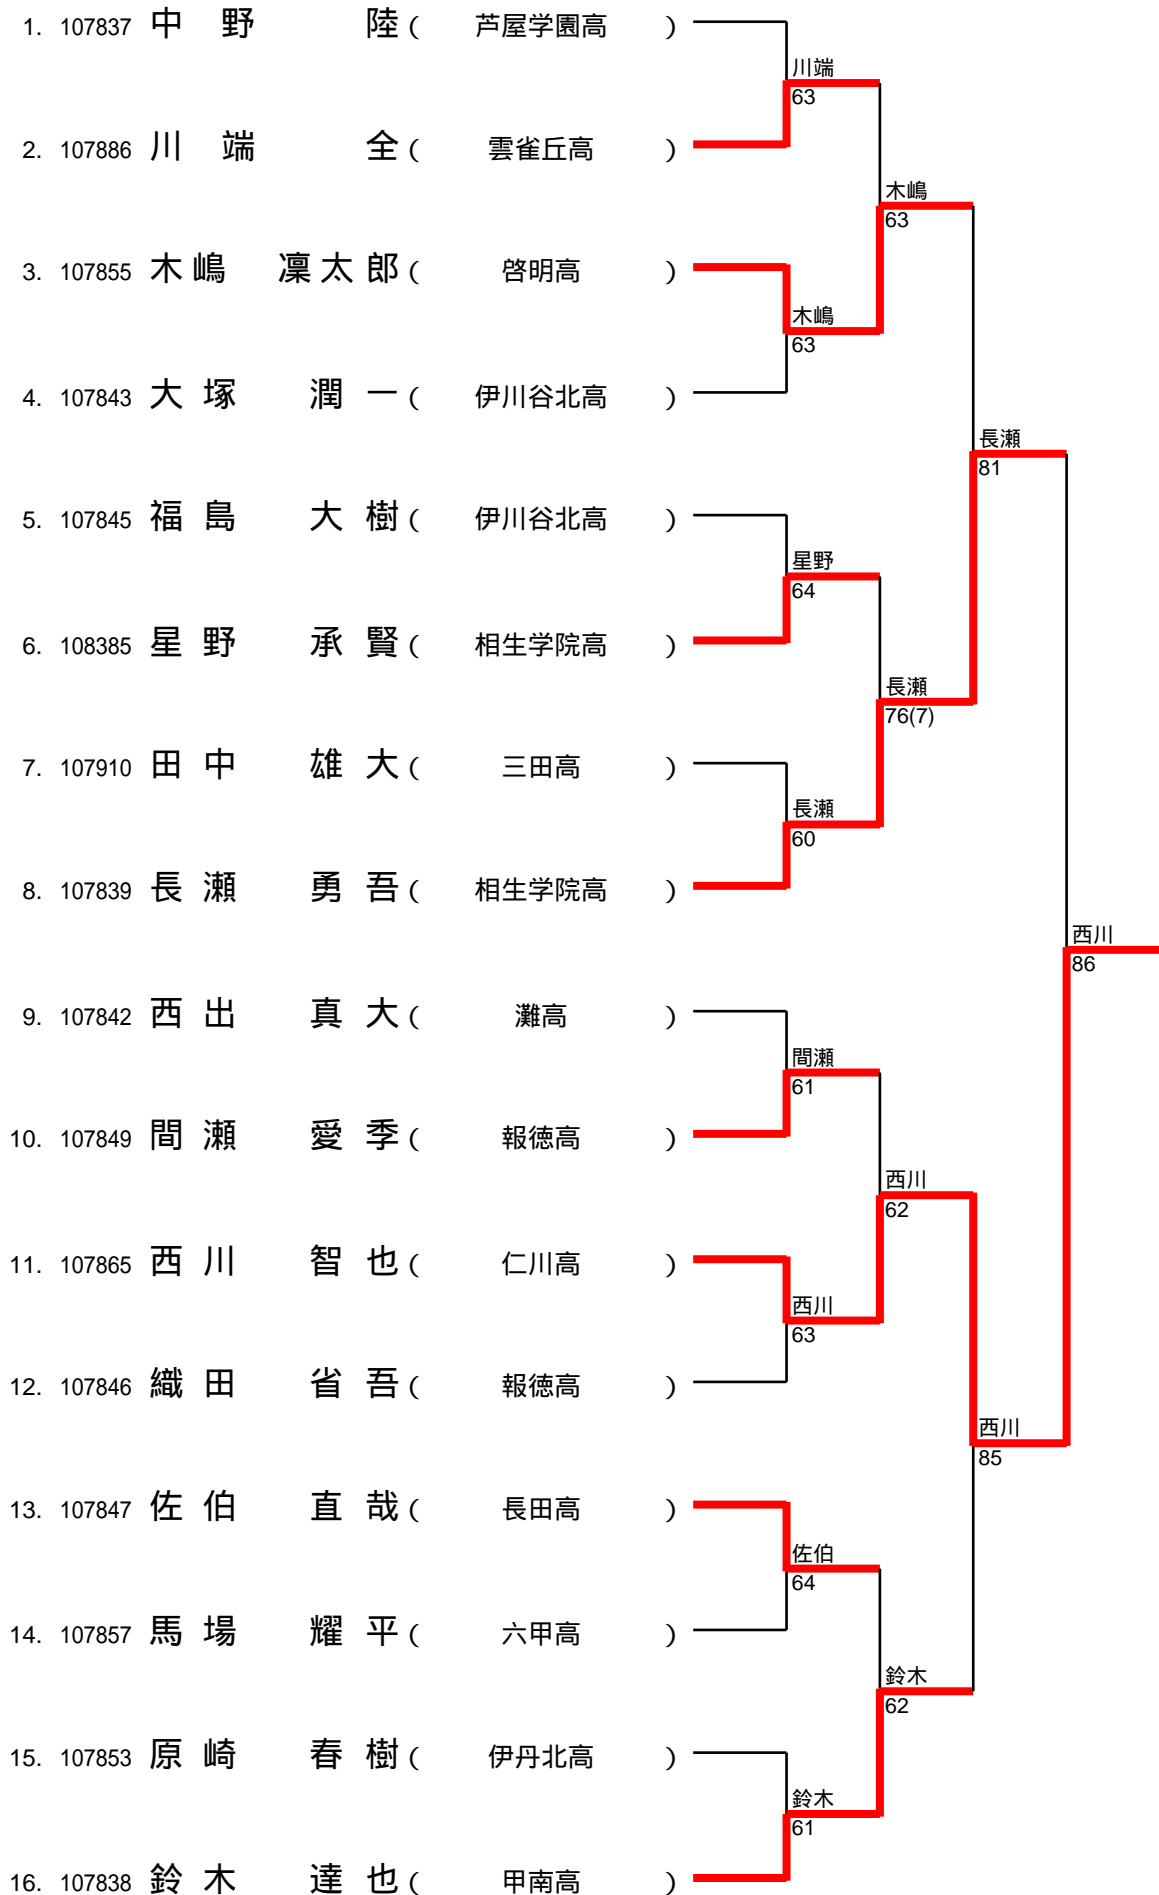 1. 107837 中 野 陸 ( 芦屋学園高 )
川端
63
2. 107886 川 端 全 ( 雲雀丘高 )
木嶋
63
3. 107855 木嶋 凜太郎 ( 啓明高 )
木嶋
63
4. 107843 大 塚 潤 一 ( 伊川谷北高 )
長瀬
81
5. 107845 福 島 大 樹 ( 伊川谷北高 )
星野
64
6. 108385 星 野 承 賢 ( 相生学院高 )
長瀬
76(7)
7. 107910 田 中 雄 大 ( 三田高 )
長瀬
60
8. 107839 長 瀬 勇 吾 ( 相生学院高 )
西川
86
9. 107842 西 出 真 大 ( 灘高 )
間瀬
61
10. 107849 間 瀬 愛 季 ( 報徳高 )
西川
62
11. 107865 西 川 智 也 ( 仁川高 )
西川
63
12. 107846 織 田 省 吾 ( 報徳高 )
西川
85
13. 107847 佐 伯 直 哉 ( 長田高 )
佐伯
64
14. 107857 馬 場 耀 平 ( 六甲高 )
鈴木
62
15. 107853 原 崎 春 樹 ( 伊丹北高 )
鈴木
61
16. 107838 鈴 木 達 也 ( 甲南高 )